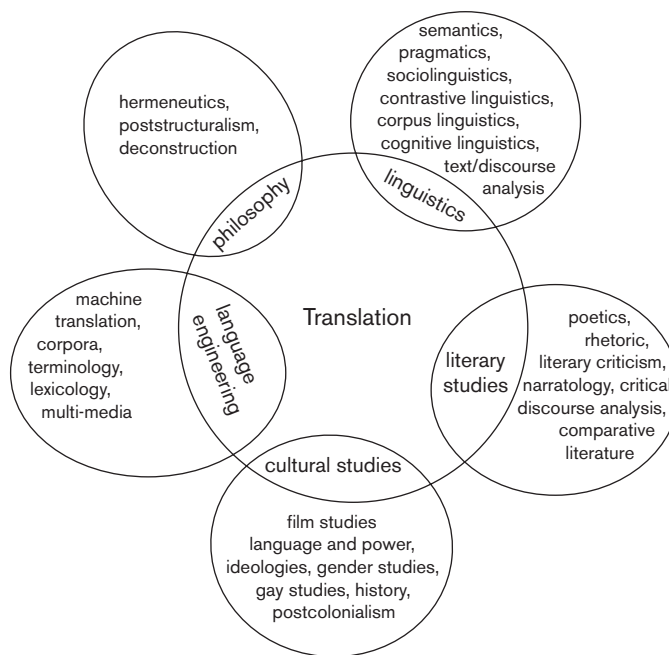 hermeneutics,
poststructuralism,
deconstruction
philosophy
semantics,
pragmatics,
sociolinguistics,
contrastive linguistics,
corpus linguistics,
cognitive linguistics,
text/discourse
analysis
linguistics
machine
translation,
corpora,
terminology,
lexicology,
multi-media
language
engineering
Translation
literary
studies
poetics,
rhetoric,
literary criticism,
narratology, critical
discourse analysis,
comparative
literature
cultural studies
film studies
language and power,
ideologies, gender studies,
gay studies, history,
postcolonialism